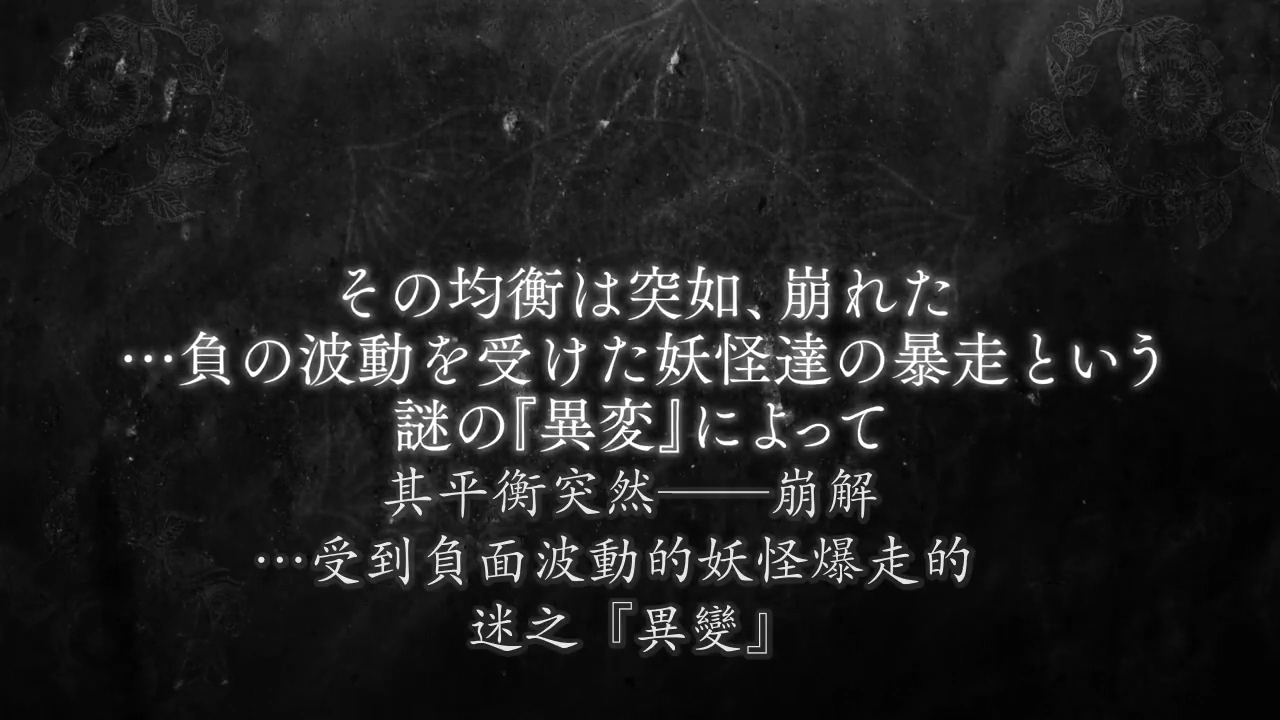 その均衡は突如、崩れた
…負の波動を受けた妖怪達の暴走という
謎の『異変』によって
其平衡突然——崩解
…受到負面波動的妖怪爆走的
迷之『異變』